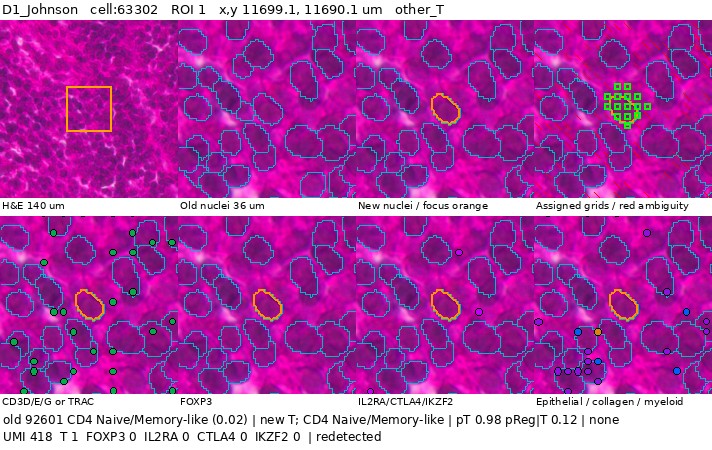 D1_Johnson cell:63302 ROI 1 x,y 11699.1, 11690.1 um other_T
H&E 140 um
Old nuclei 36 um
New nuclei / focus orange
Assigned grids / red ambiguity
CD3D/E/G or TRAC
FOXP3
IL2RA/CTLA4/IKZF2
Epithelial / collagen / myeloid
old 92601 CD4 Naive/Memory-like (0.02) | new T; CD4 Naive/Memory-like | pT 0.98 pReg|T 0.12 | none
UMI 418 T 1 FOXP3 0 IL2RA 0 CTLA4 0 IKZF2 0 | redetected